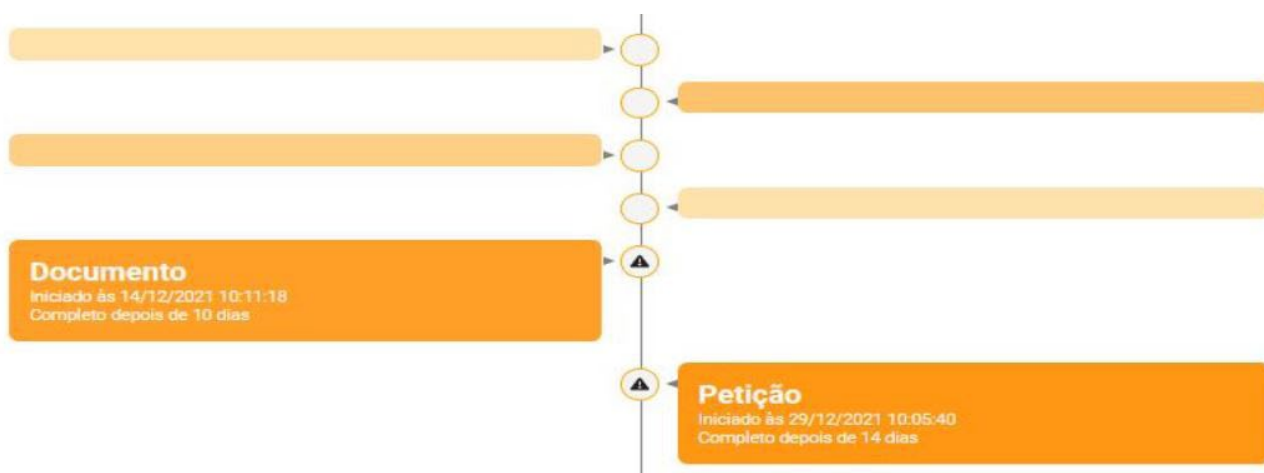 Documento
Iniciado às 14/12/2021 10:11:18
Completo depois de 10 dias
Petição
Iniciado às 29/12/2021 10:05:40
Completo depois de 14 dias